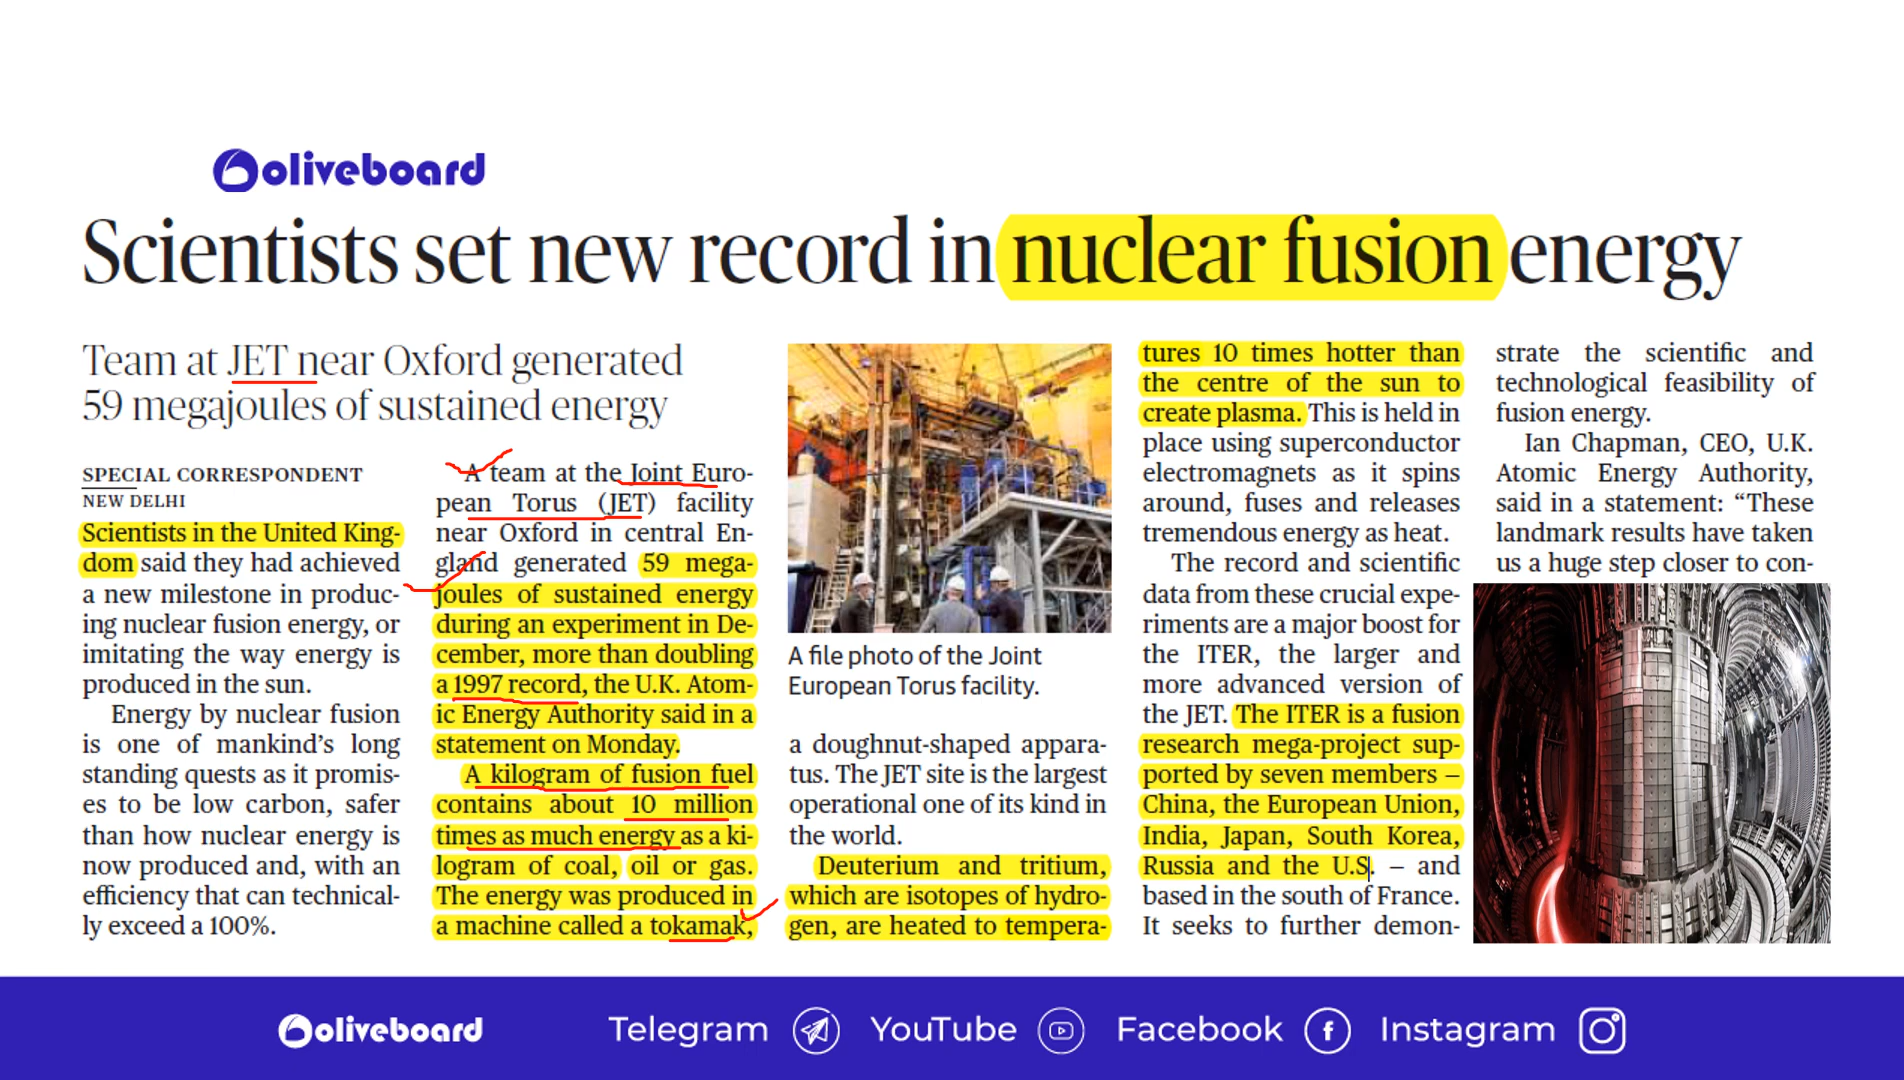 oliveboard
Scientists set new record in nuclear fusion energy
Team at JET near Oxford generated
59 megajoules of sustained energy
SPECIAL CORRESPONDENT
NEW DELHI
Scientists in the United King-
dom said they had achieved
a new milestone in produc-
ing nuclear fusion energy, or
imitating the way energy is
produced in the sun.
Energy by nuclear fusion
is one of mankind's long
standing quests as it promis-
es to be low carbon, safer
than how nuclear energy is
now produced and, with an
efficiency that can technical-
ly exceed a 100%.
A team at the Joint Euro-
pean Torus (JET) facility
near Oxford in central En-
gland generated 59 mega-
joules of sustained energy
during an experiment in De-
cember, more than doubling
a 1997 record, the U.K. Atom-
ic Energy Authority said in a
statement on Monday.
A kilogram of fusion fuel
contains about 10 million
times as much energy as a ki-
logram of coal, oil or gas.
The energy was produced in
a machine called a tokamak,
A file photo of the Joint
European Torus facility.
a doughnut-shaped appara-
tus. The JET site is the largest
operational one of its kind in
the world.
Deuterium and tritium,
which are isotopes of hydro-
gen, are heated to tempera-
tures 10 times hotter than
the centre of the sun to
create plasma. This is held in
place using superconductor
electromagnets as it spins
around, fuses and releases
tremendous energy as heat.
The record and scientific
data from these crucial expe-
riments are a major boost for
the ITER, the larger and
more advanced version of
the JET. The ITER is a fusion
research mega-project sup-
ported by seven members –
China, the European Union,
India, Japan, South Korea,
Russia and the U.S. – and
based in the south of France.
It seeks to further demon-
strate the scientific and
technological feasibility of
fusion energy.
Ian Chapman, CEO, U.K.
Atomic Energy Authority,
said in a statement: “These
landmark results have taken
us a huge step closer to con-
oliveboard
Telegram
YouTube
Facebook
Instagram